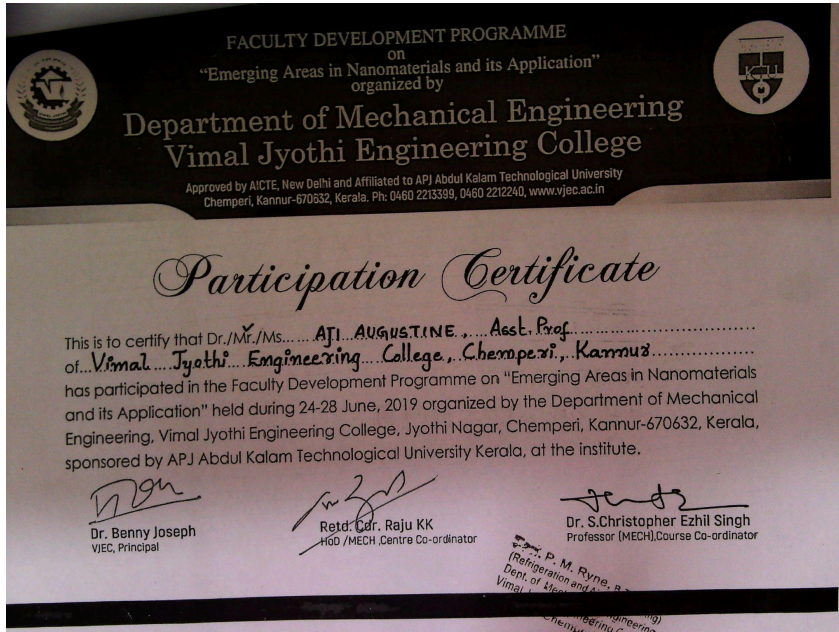 FACULTY DEVELOPMENT PROGRAMME
on
“Emerging Areas in Nanomaterials and its Application”
organized by
Department of Mechanical Engineering
Vimal Jyothi Engineering College
Approved by AICTE, New Delhi and Affiliated to APJ Abdul Kalam Technological University
Chemperi, Kannur-670632, Kerala. Ph: 0460 2213399, 0460 2212240, www.vjec.ac.in
KTU
Participation Certificate
This is to certify that Dr./Mr./Ms.... AJI AUGUSTINE, Asst. Prof
of Vimal Jyothi Engineering College, Chemperi, Kannur
has participated in the Faculty Development Programme on “Emerging Areas in Nanomaterials
and its Application” held during 24-28 June, 2019 organized by the Department of Mechanical
Engineering, Vimal Jyothi Engineering College, Jyothi Nagar, Chemperi, Kannur-670632, Kerala,
sponsored by APJ Abdul Kalam Technological University Kerala, at the institute.
Dr. Benny Joseph
VJEC, Principal
Retd. Cdr. Raju KK
HoD /MECH ,Centre Co-ordinator
Dr. S.Christopher Ezhil Singh
Professor (MECH),Course Co-ordinator
P. M. Ryne,
(Refrigeration and
Dept. of
Vimal